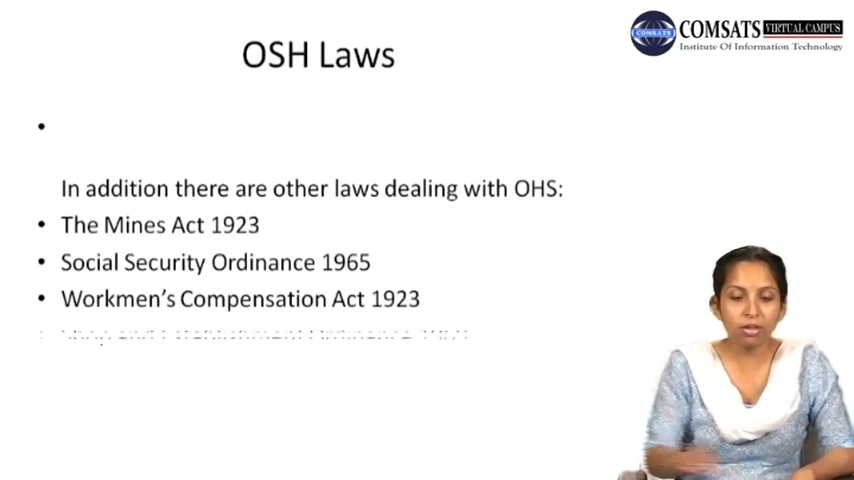 COMSATS VIRTUAL CAMPUS
Institute Of Information Technology
COMSATS
OSH Laws
•
In addition there are other laws dealing with OHS:
• The Mines Act 1923
• Social Security Ordinance 1965
• Workmen's Compensation Act 1923